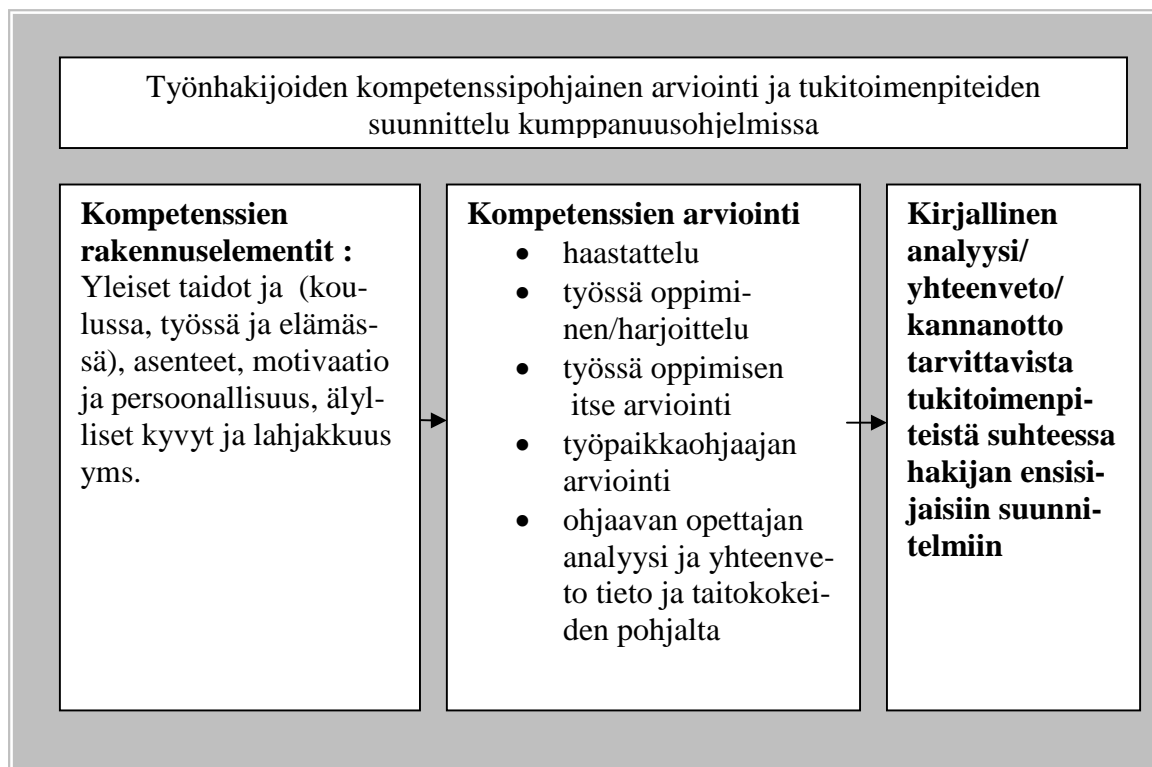 Työnhakijoiden kompetenssipohjainen arviointi ja tukitoimenpiteiden
suunnittelu kumppanuusohjelmissa
Kompetenssien
rakennuselementit :
Yleiset taidot ja (kou-
lussa, työssä ja elämäs-
sä), asenteet, motivaatio
ja persoonallisuus, älyl-
liset kyvyt ja lahjakkuus
yms.
Kompetenssien arviointi
• haastattelu
• työssä oppimi-
nen/harjoittelu
• työssä oppimisen
itse arviointi
• työpaikkaohjaajan
arviointi
• ohjaavan opettajan
analyysi ja yhteenve-
to tieto ja taitokokei-
den pohjalta
Kirjallinen
analyysi/
yhteenveto/
kannanotto
tarvittavista
tukitoimenpi-
teistä suhteessa
hakijan ensisi-
jaisiin suunni-
telmiin